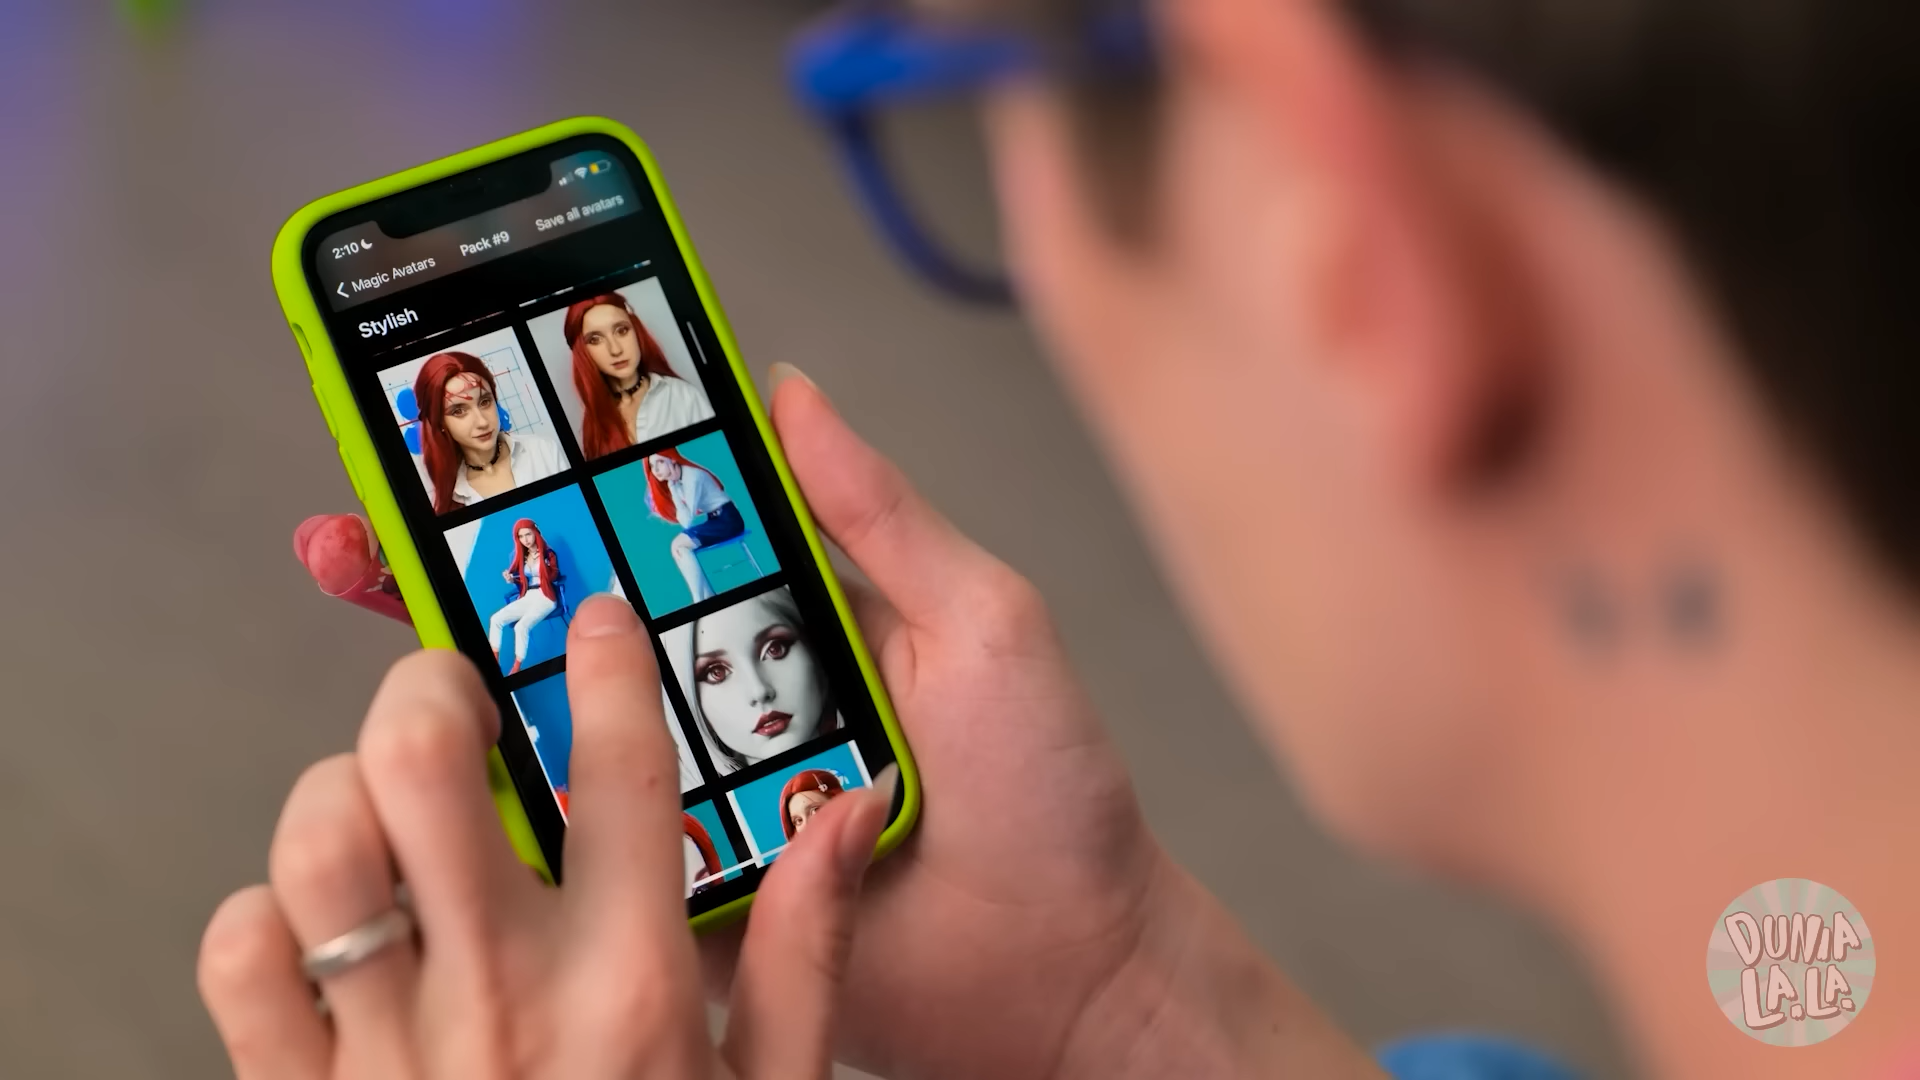 2:10
Save all avatars
Pack #9
Magic Avatars
Stylish
DUNIA
LA.LA.